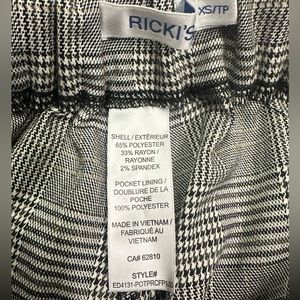 RICKI'S
XS/TP
SHELL / EXTÉRIEUR
65% POLYESTER
33% RAYON /
RAYONNE
2% SPANDEX
POCKET LINING /
DOUBLURE DE LA
POCHE
100% POLYESTER
MADE IN VIETNAM /
FABRIQUÉ AU
VIETNAM
CA# 62810
STYLE#